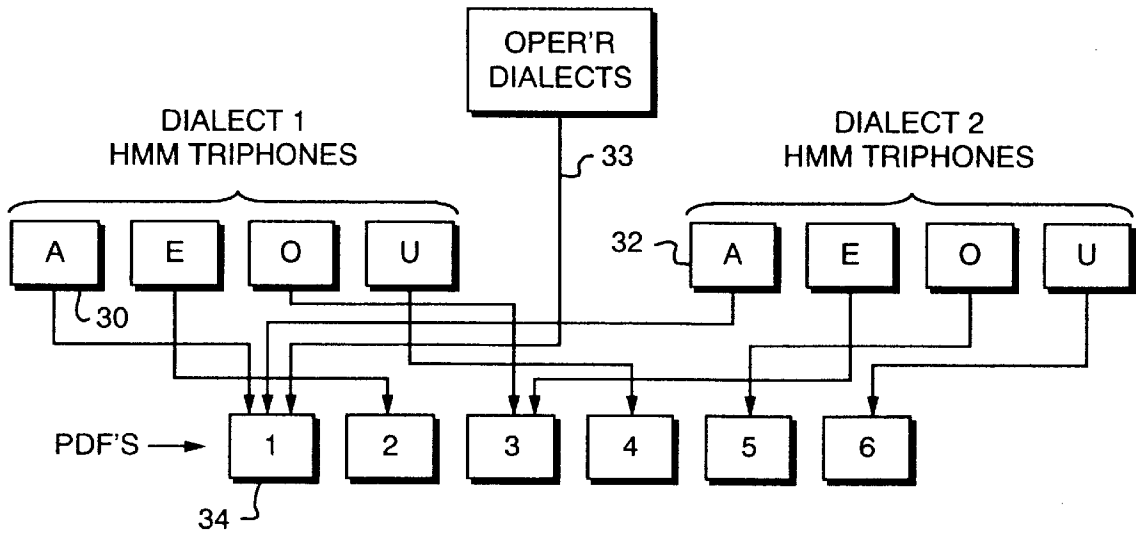 OPER'R
DIALECTS
DIALECT 1
HMM TRIPHONES
DIALECT 2
HMM TRIPHONES
33
A E O U
32
A E O U
30
PDF'S
1 2 3 4 5 6
34